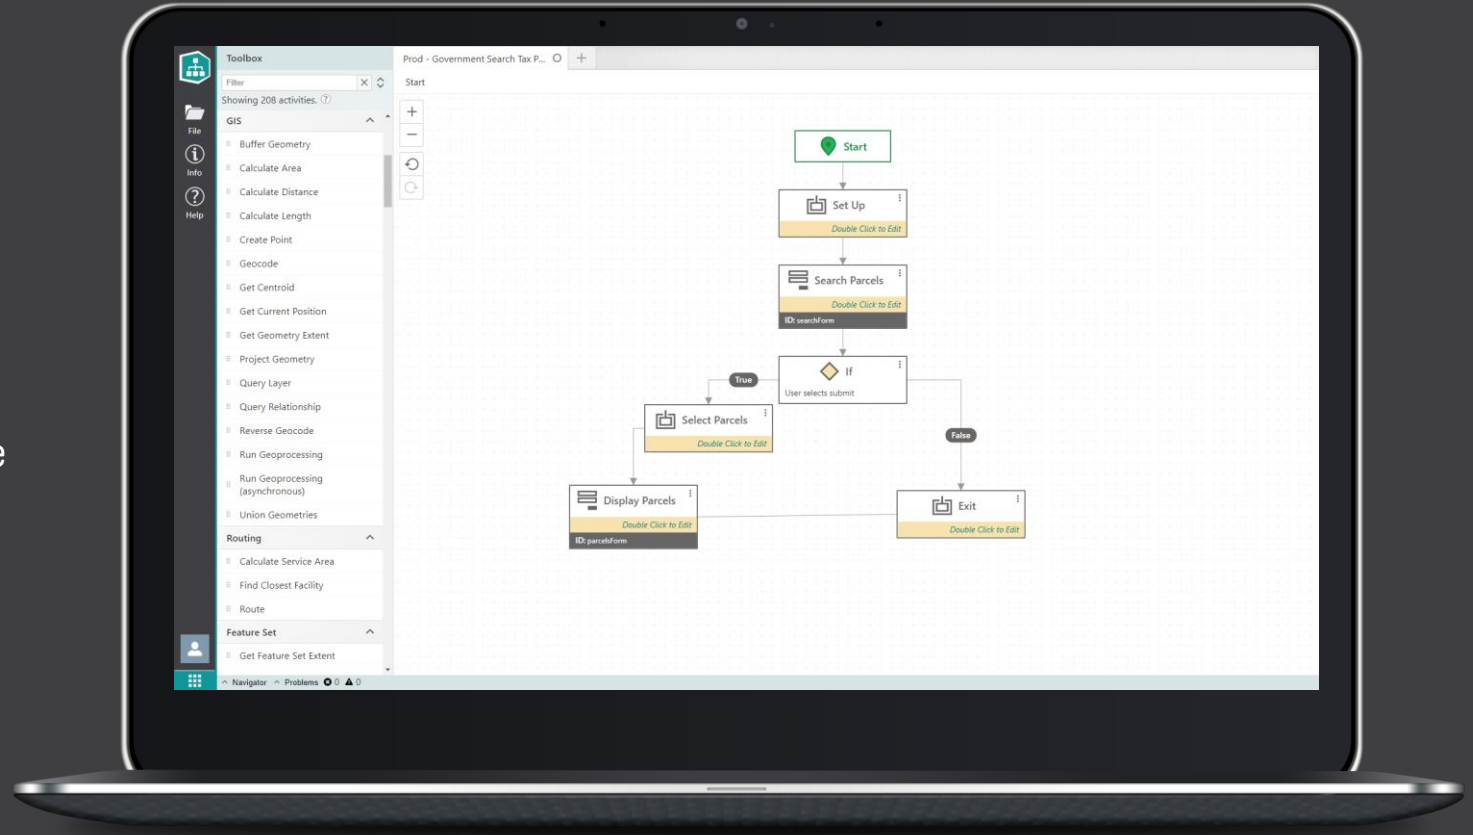 Toolbox
Filter
Showing 208 activities.
GIS
Buffer Geometry
Calculate Area
Calculate Distance
Calculate Length
Create Point
Geocode
Get Centroid
Get Current Position
Get Geometry Extent
Project Geometry
Query Layer
Query Relationship
Reverse Geocode
Run Geoprocessing
Run Geoprocessing
(asynchronous)
Union Geometries
Routing
Calculate Service Area
Find Closest Facility
Route
Feature Set
Get Feature Set Extent
File
Info
Help
Navigator Problems 0 0
Prod - Government Search Tax P...
Start
Start
Set Up
Double Click to Edit
Search Parcels
Double Click to Edit
ID: searchForm
If
User selects submit
True
False
Select Parcels
Double Click to Edit
Display Parcels
Double Click to Edit
ID: parcelsForm
Exit
Double Click to Edit
e